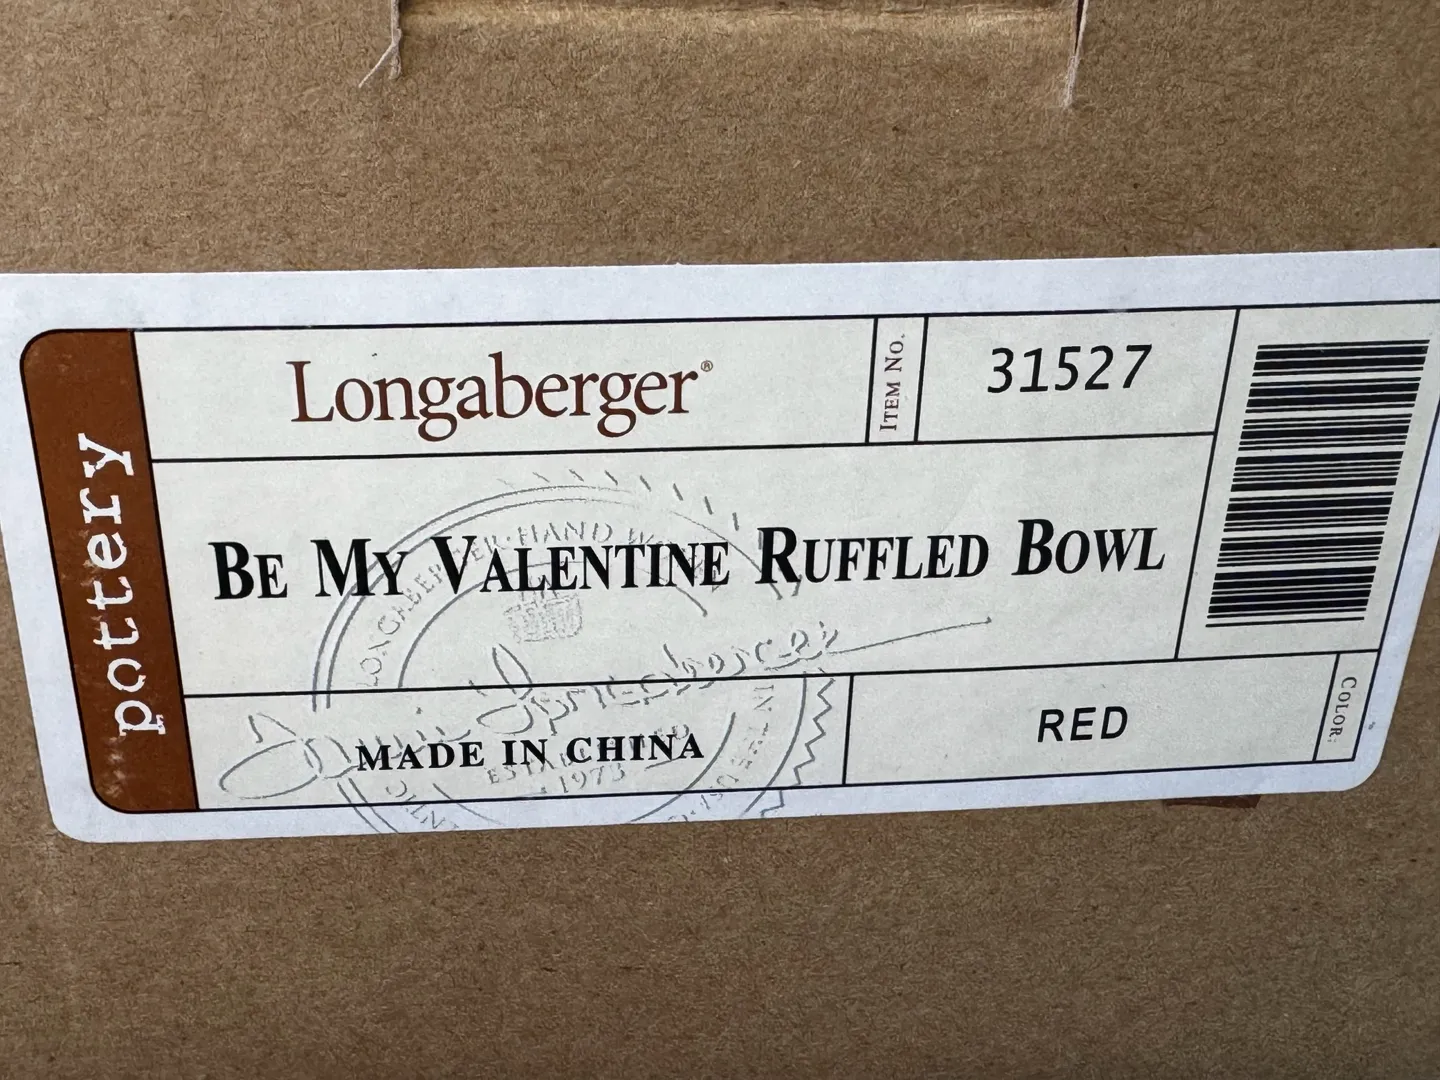 pottery
Longaberger®
ITEM NO.
31527
BE MY VALENTINE RUFFLED BOWL
MADE IN CHINA
RED
COLOR: